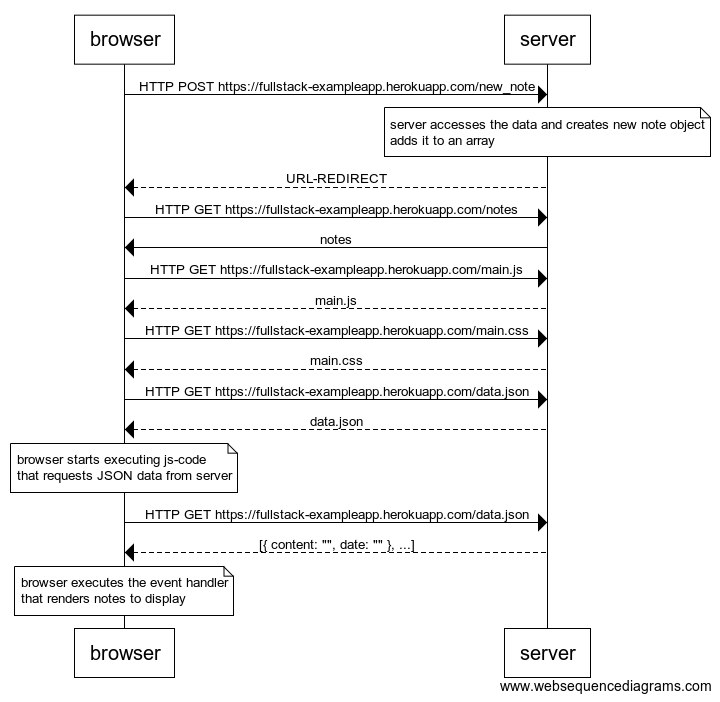 browser
server
HTTP POST https://fullstack-exampleapp.herokuapp.com/new_note
server accesses the data and creates new note object
adds it to an array
URL-REDIRECT
HTTP GET https://fullstack-exampleapp.herokuapp.com/notes
notes
HTTP GET https://fullstack-exampleapp.herokuapp.com/main.js
main.js
HTTP GET https://fullstack-exampleapp.herokuapp.com/main.css
main.css
HTTP GET https://fullstack-exampleapp.herokuapp.com/data.json
data.json
browser starts executing js-code
that requests JSON data from server
HTTP GET https://fullstack-exampleapp.herokuapp.com/data.json
[{ content: "", date: "" }, ...]
browser executes the event handler
that renders notes to display
browser
server
www.websequencediagrams.com